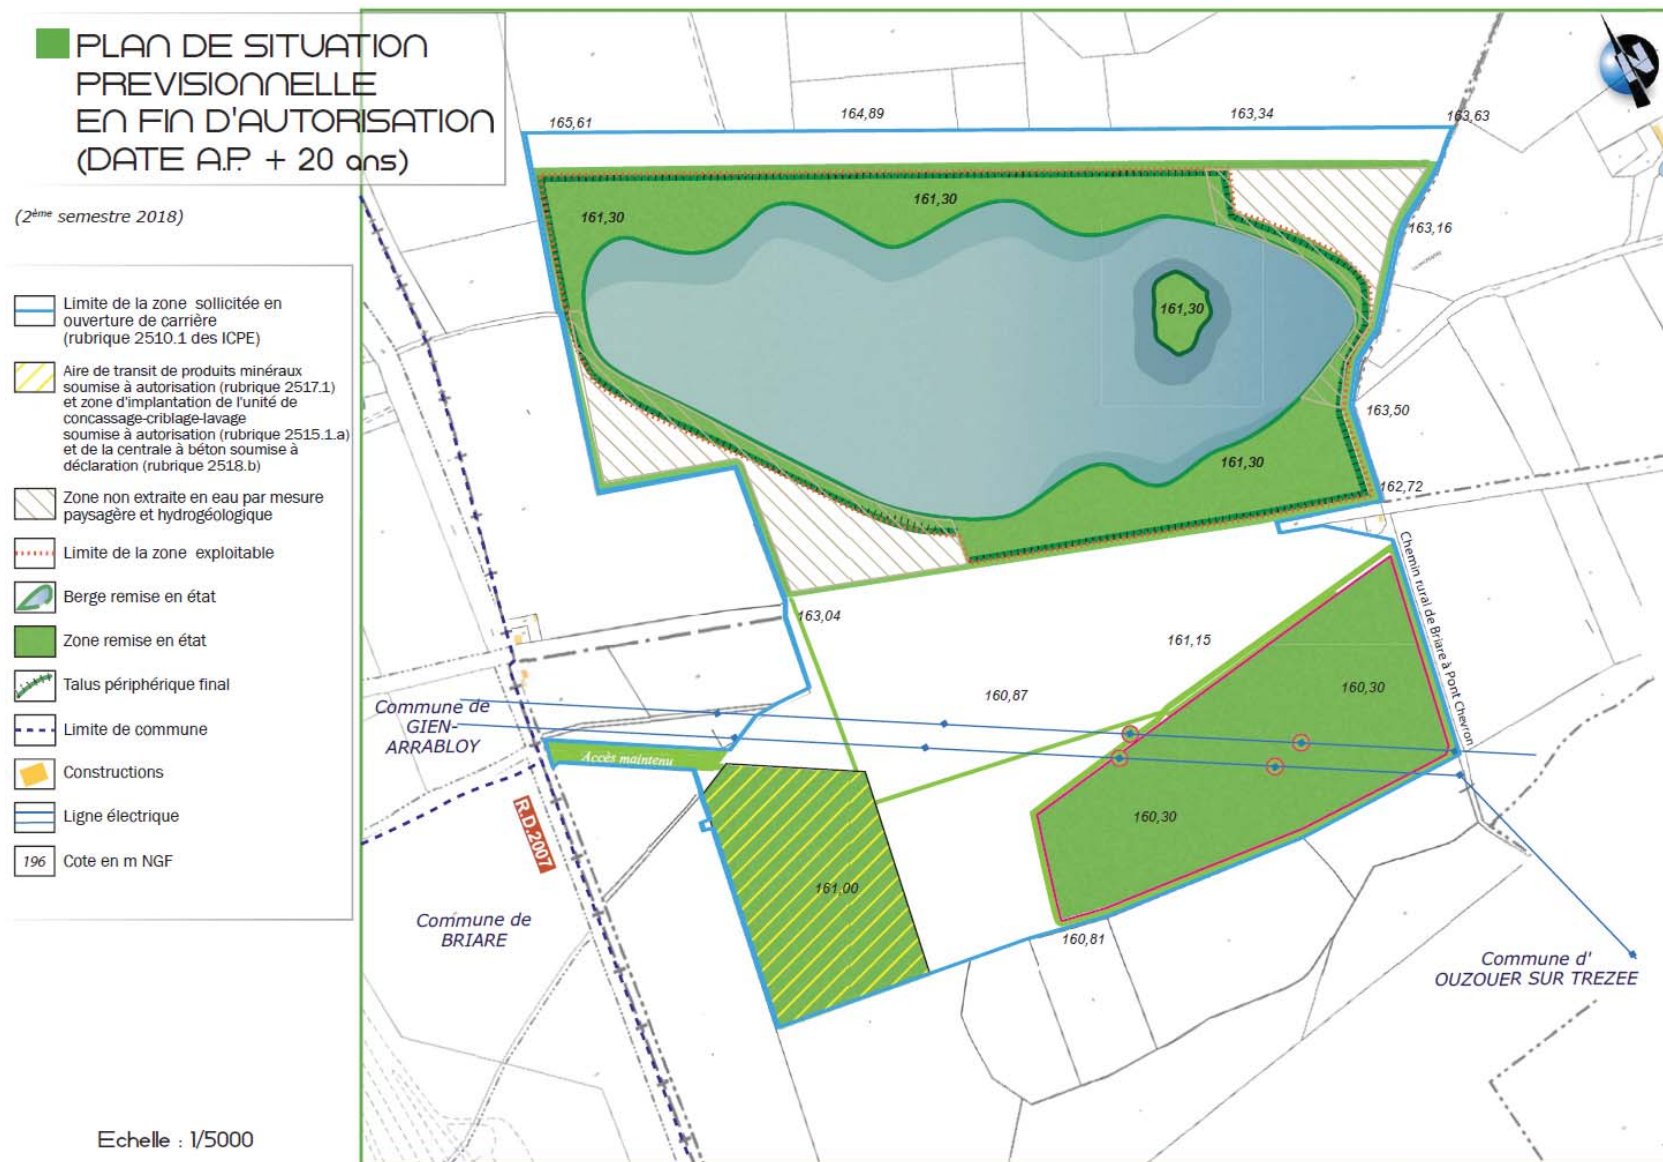 PLAN DE SITUATION
PREVISIONNELLE
EN FIN D'AUTORISATION
(DATE A.P. + 20 ans)
(2ème semestre 2018)
Limite de la zone sollicitée en
ouverture de carrière
(rubrique 2510.1 des ICPE)
Aire de transit de produits minéraux
soumise à autorisation (rubrique 2517.1)
et zone d'implantation de l'unité de
concassage-criblage-lavage
soumise à autorisation (rubrique 2515.1.a)
et de la centrale à béton soumise à
déclaration (rubrique 2518.b)
Zone non extraite en eau par mesure
paysagère et hydrogéologique
Limite de la zone exploitable
Berge remise en état
Zone remise en état
Talus périphérique final
Limite de commune
Constructions
Ligne électrique
196 Cote en m NGF
Echelle : 1/5000
165,61
164,89
163,34
163,63
161,30
161,30
163,16
161,30
163,50
161,30
162,72
Chemin rural de Briare à Pont Chevron
163,04
161,15
160,87
160,30
Commune de
GIEN-
ARRABLOY
Accès maintenu
R.D.2007
160,30
161,00
160,81
Commune de
BRIARE
Commune d'
OUZOUER SUR TREZEE